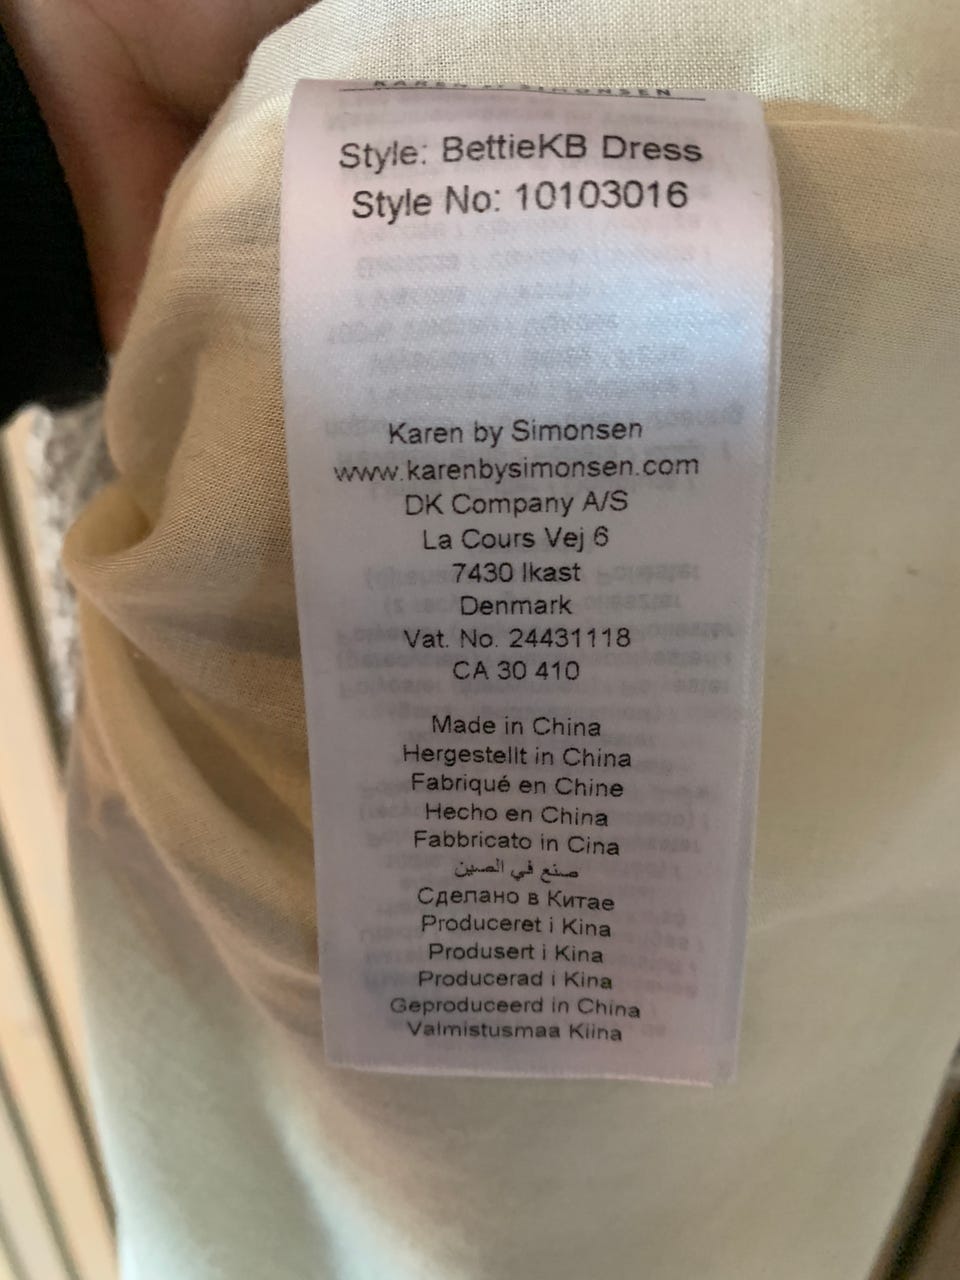 KAREN BY SIMONSEN
Style: BettieKB Dress
Style No: 10103016
Karen by Simonsen
www.karenbysimonsen.com
DK Company A/S
La Cours Vej 6
7430 Ikast
Denmark
Vat. No. 24431118
CA 30 410
Made in China
Hergestellt in China
Fabriqué en Chine
Hecho en China
Fabbricato in Cina
صنع في الصين
Сделано в Китае
Produceret i Kina
Produsert i Kina
Producerad i Kina
Geproduceerd in China
Valmistusmaa Kiina